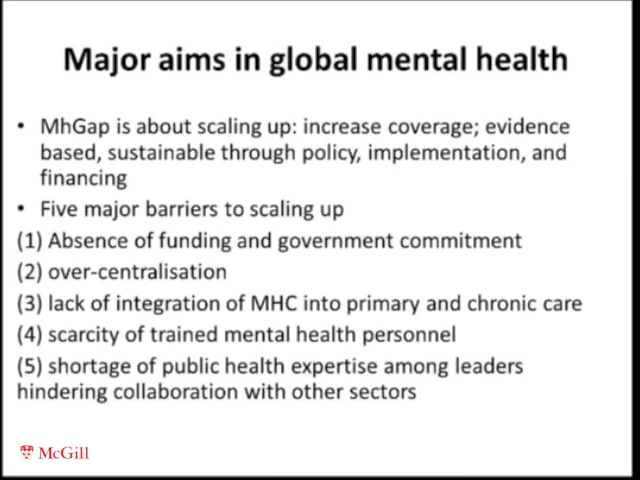 Major aims in global mental health
• MhGap is about scaling up: increase coverage; evidence
based, sustainable through policy, implementation, and
financing
• Five major barriers to scaling up
(1) Absence of funding and government commitment
(2) over-centralisation
(3) lack of integration of MHC into primary and chronic care
(4) scarcity of trained mental health personnel
(5) shortage of public health expertise among leaders
hindering collaboration with other sectors
McGill